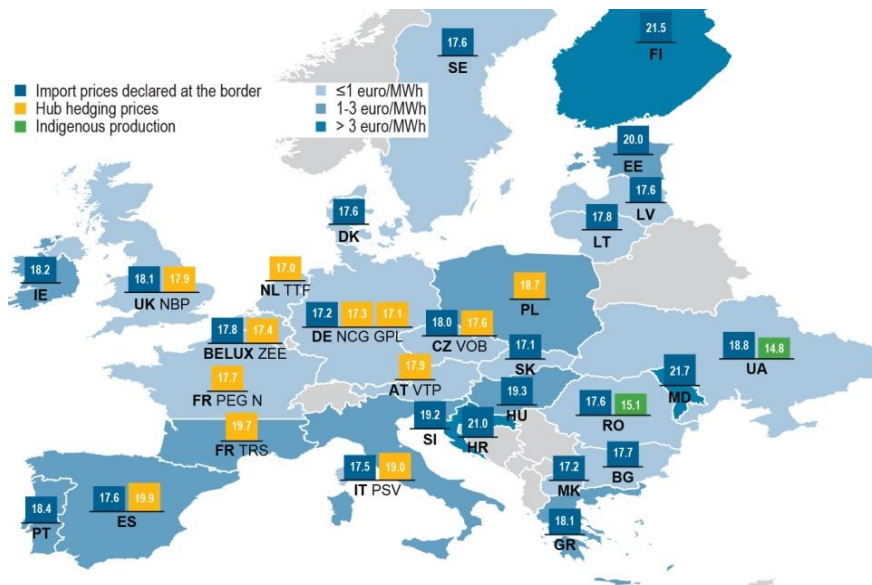 Import prices declared at the border
Hub hedging prices
Indigenous production
≤1 euro/MWh
1-3 euro/MWh
> 3 euro/MWh
17.6
SE
21.5
FI
20.0
EE
17.6
LV
17.8
LT
17.6
DK
18.2
IE
18.1 17.9
UK NBP
17.0
NL TTF
17.2 17.3 17.1
DE NCG GPL
18.7
PL
17.8 17.4
BELUX ZEE
18.0 17.6
CZ VOB
17.1
SK
18.8 14.8
UA
17.7
FR PEG N
17.9
AT VTP
19.3
HU
21.7
MD
17.6 15.1
RO
19.7
FR TRS
19.2
SI
21.0
HR
17.7
BG
17.5 19.0
IT PSV
17.2
MK
18.4
PT
17.6 19.9
ES
18.1
GR